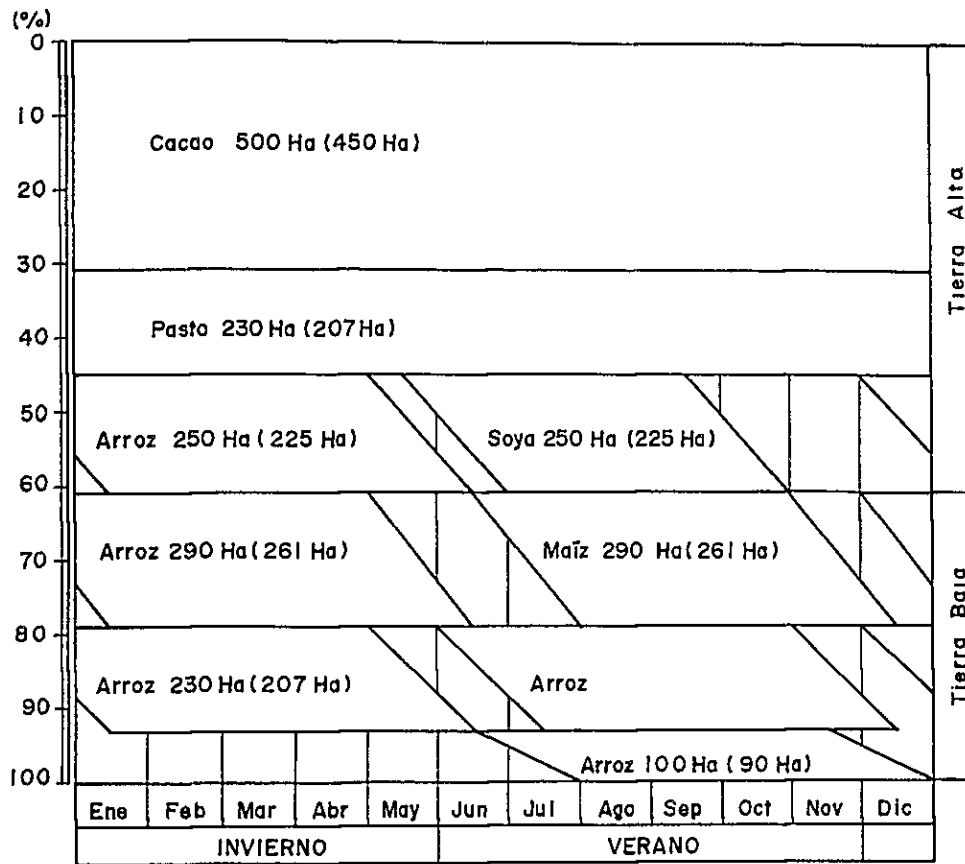 (%)
0
10
20
30
40
50
60
70
80
90
100
Cacao 500 Ha (450 Ha)
Pasto 230 Ha (207 Ha)
Arroz 250 Ha (225 Ha)
Soya 250 Ha (225 Ha)
Arroz 290 Ha (261 Ha)
Maíz 290 Ha (261 Ha)
Arroz 230 Ha (207 Ha)
Arroz
Arroz 100 Ha (90 Ha)
Tierra Alta
Tierra Baja
Ene Feb Mar Abr May Jun Jul Ago Sep Oct Nov Dic
INVIERNO VERANO